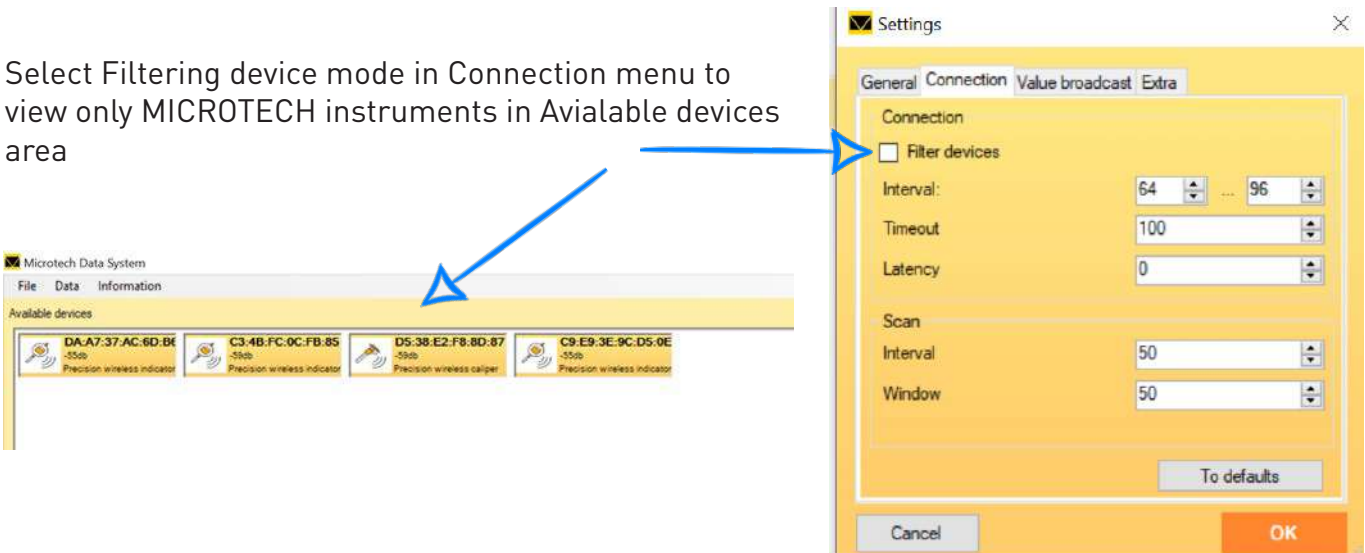 Select Filtering device mode in Connection menu to
view only MICROTECH instruments in Avialable devices
area
Microtech Data System
File Data Information
Available devices
DA:A7:37:AC:6D:B6
-55db
Precision wireless indicator
C3:4B:FC:0C:FB:85
-59db
Precision wireless indicator
D5:38:E2:F8:8D:87
-59db
Precision wireless caliper
C9:E9:3E:9C:D5:0E
-55db
Precision wireless indicator
Settings
General Connection Value broadcast Extra
Connection
Filter devices
Interval: 64 ... 96
Timeout 100
Latency 0
Scan
Interval 50
Window 50
To defaults
Cancel OK